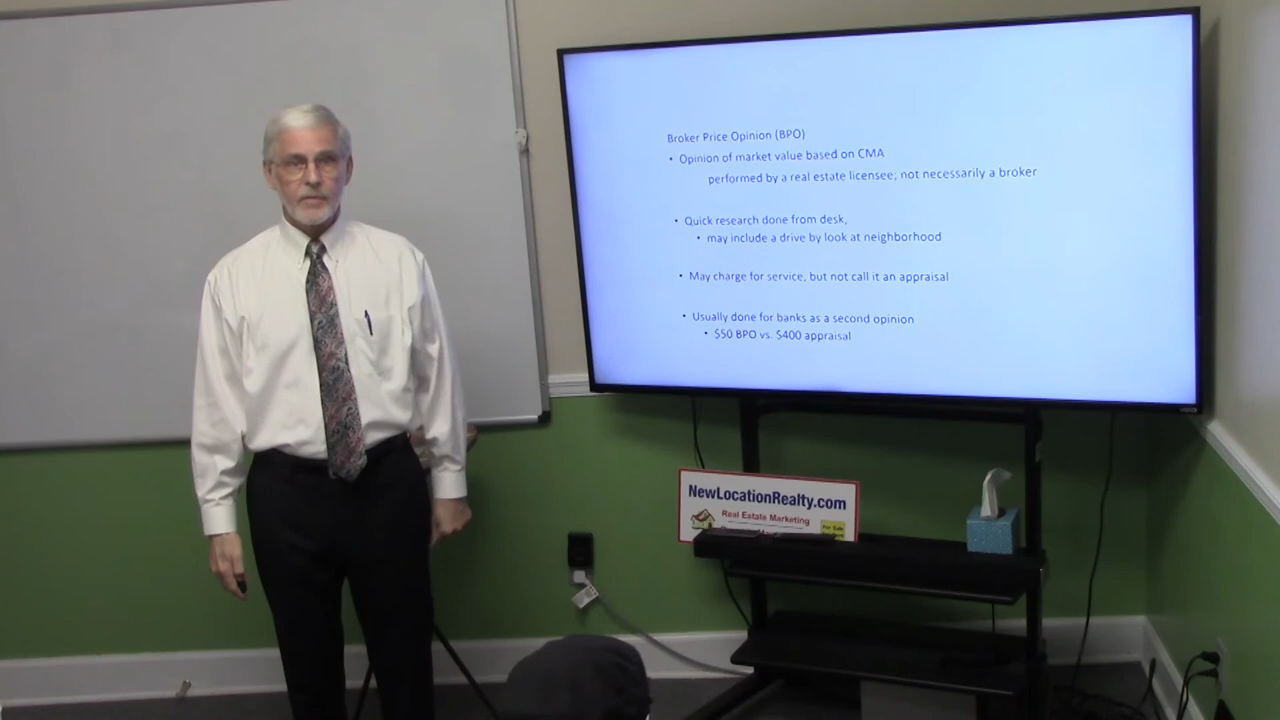 Broker Price Opinion (BPO)
• Opinion of market value based on CMA
performed by a real estate licensee; not necessarily a broker
• Quick research done from desk,
• may include a drive by look at neighborhood
• May charge for service, but not call it an appraisal
• Usually done for banks as a second opinion
• $50 BPO vs. $400 appraisal
NewLocationRealty.com
Real Estate Marketing
For Sale